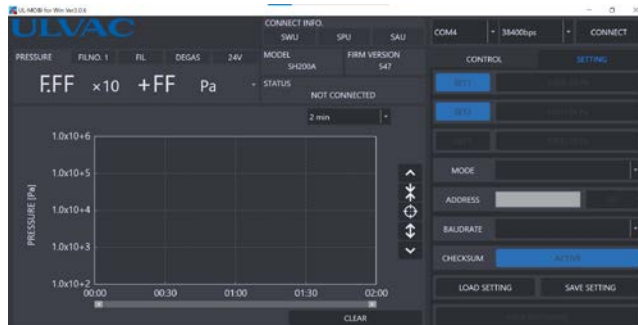 UL-MOBI for Win Ver3.0.6
ULVAC
CONNECT INFO.
SWU SPU SAU
COM4 38400bps CONNECT
PRESSURE FILNO. 1 FIL DEGAS 24V
MODEL FIRM VERSION
SH200A 547
CONTROL SETTING
F.FF ×10 +FF Pa -
STATUS
NOT CONNECTED
SET1
SET2
2 min
1.0x10+6
1.0x10+5
1.0x10+4
1.0x10+3
1.0x10+2
PRESSURE [Pa]
00:00 00:30 01:00 01:30 02:00
CLEAR
MODE
ADDRESS
BAUDRATE
CHECKSUM ACTIVE
LOAD SETTING SAVE SETTING